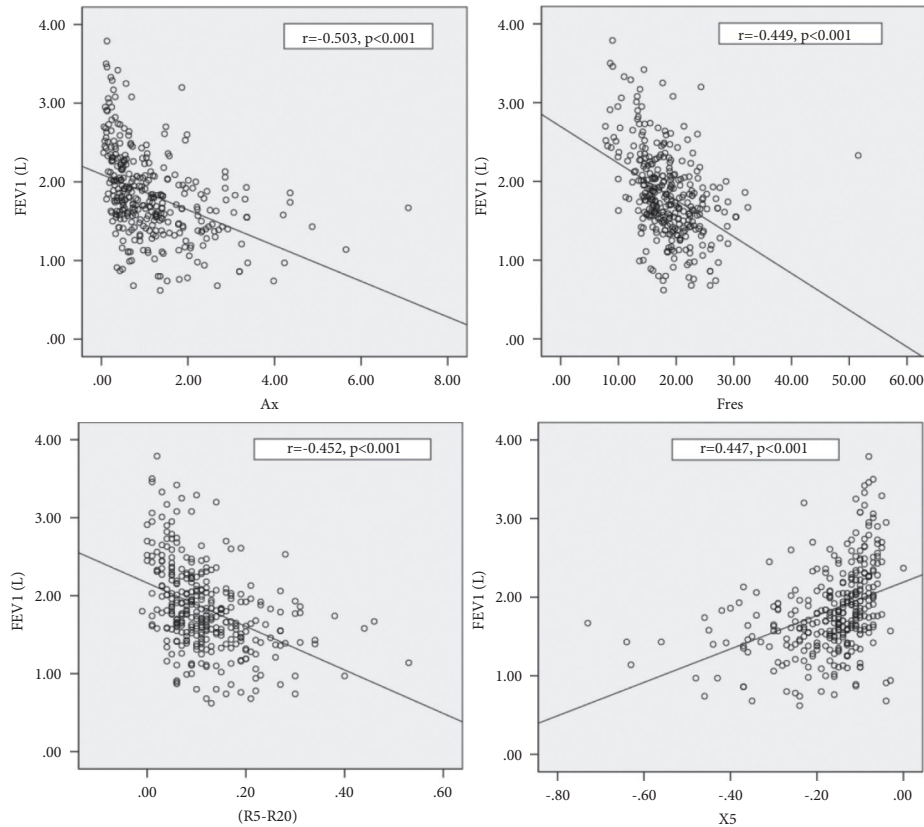 r=-0.503, p<0.001
4.00
3.00
2.00
1.00
.00
FEV1 (L)
.00 2.00 4.00 6.00 8.00
Ax
r=-0.449, p<0.001
4.00
3.00
2.00
1.00
.00
FEV1 (L)
.00 10.00 20.00 30.00 40.00 50.00 60.00
Fres
r=-0.452, p<0.001
4.00
3.00
2.00
1.00
.00
FEV1 (L)
.00 .20 .40 .60
(R5-R20)
r=0.447, p<0.001
4.00
3.00
2.00
1.00
.00
FEV1 (L)
-.80 -.60 -.40 -.20 .00
X5